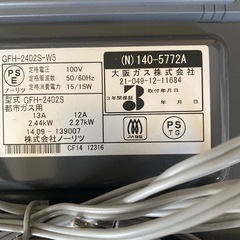 GFH-2402S-W5
PS
E
ノーリツ
定格電圧 100V
定格周波数 50/60Hz
定格消費電力 15/15W
型式 GFH-2402S
都市ガス用
13A 12A
2.44kW 2.27kW
14.09-139007
株式会社ノーリツ
(N) 140-5772A
大阪ガス株式会社
21-049-12-11684
3年間保証
取付年月日
年 月 日
JIA
PS
TG
CF14 12316